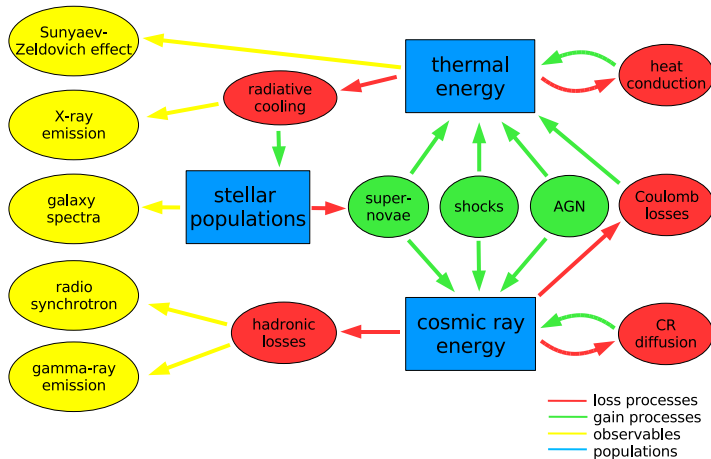 Sunyaev-
Zeldovich effect
thermal
energy
heat
conduction
radiative
cooling
X-ray
emission
stellar
populations
super-
novae
shocks
AGN
Coulomb
losses
galaxy
spectra
radio
synchrotron
hadronic
losses
cosmic ray
energy
CR
diffusion
gamma-ray
emission
loss processes
gain processes
observables
populations